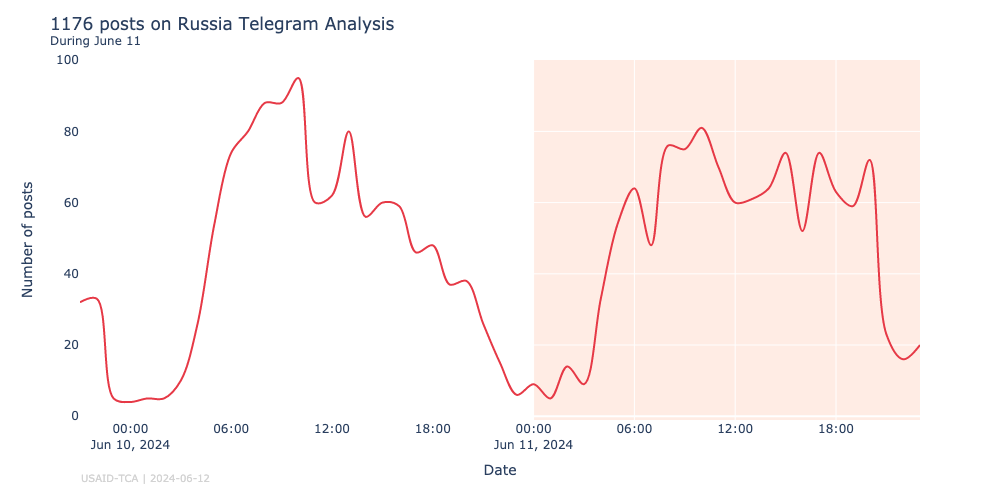 1176 posts on Russia Telegram Analysis
During June 11
100
80
60
40
20
0
Number of posts
00:00 06:00 12:00 18:00 00:00 06:00 12:00 18:00
Jun 10, 2024 Jun 11, 2024
Date
USAID-TCA | 2024-06-12